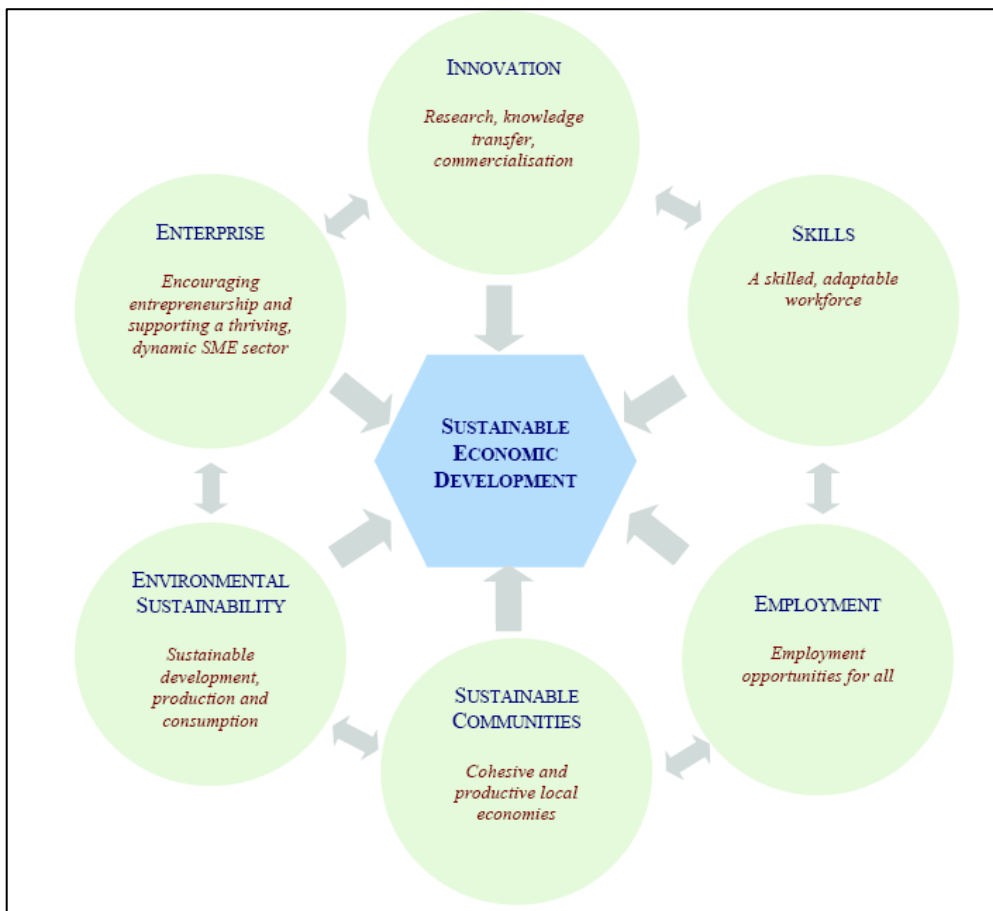 INNOVATION
Research, knowledge
transfer,
commercialisation
ENTERPRISE
Encouraging
entrepreneurship and
supporting a thriving,
dynamic SME sector
SKILLS
A skilled, adaptable
workforce
SUSTAINABLE
ECONOMIC
DEVELOPMENT
ENVIRONMENTAL
SUSTAINABILITY
Sustainable
development,
production and
consumption
EMPLOYMENT
Employment
opportunities for all
SUSTAINABLE
COMMUNITIES
Cohesive and
productive local
economies